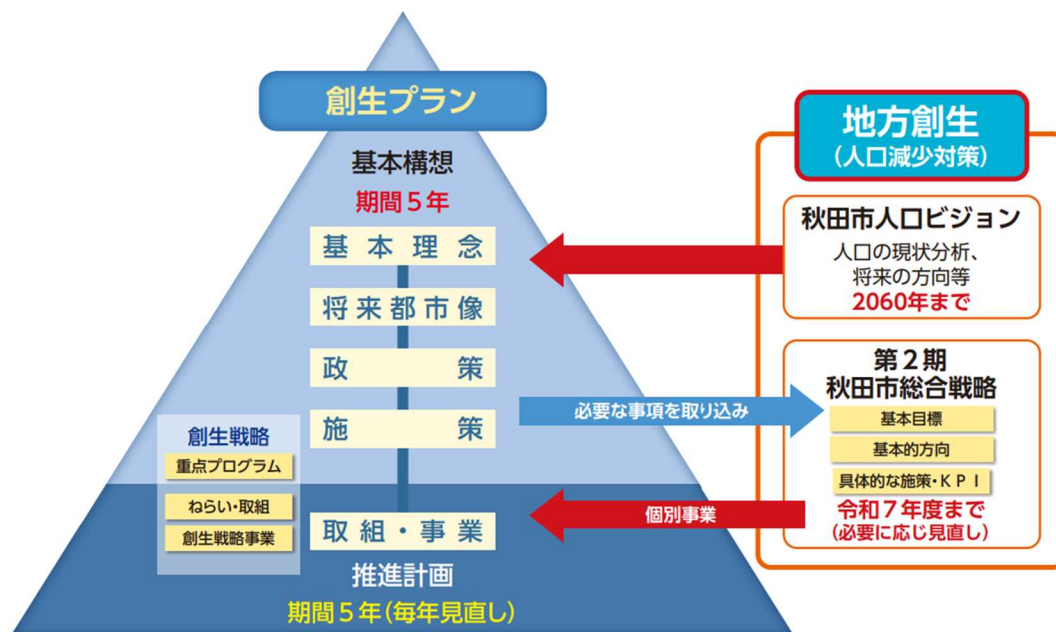 創生プラン
基本構想
期間5年
基本理念
将来都市像
政策
施策
創生戦略
重点プログラム
ねらい・取組
創生戦略事業
取組・事業
推進計画
期間5年(毎年見直し)
地方創生
(人口減少対策)
秋田市人口ビジョン
人口の現状分析、
将来の方向等
2060年まで
必要な事項を取り込み
第2期
秋田市総合戦略
基本目標
基本的方向
具体的な施策・KPI
令和7年度まで
(必要に応じ見直し)
個別事業